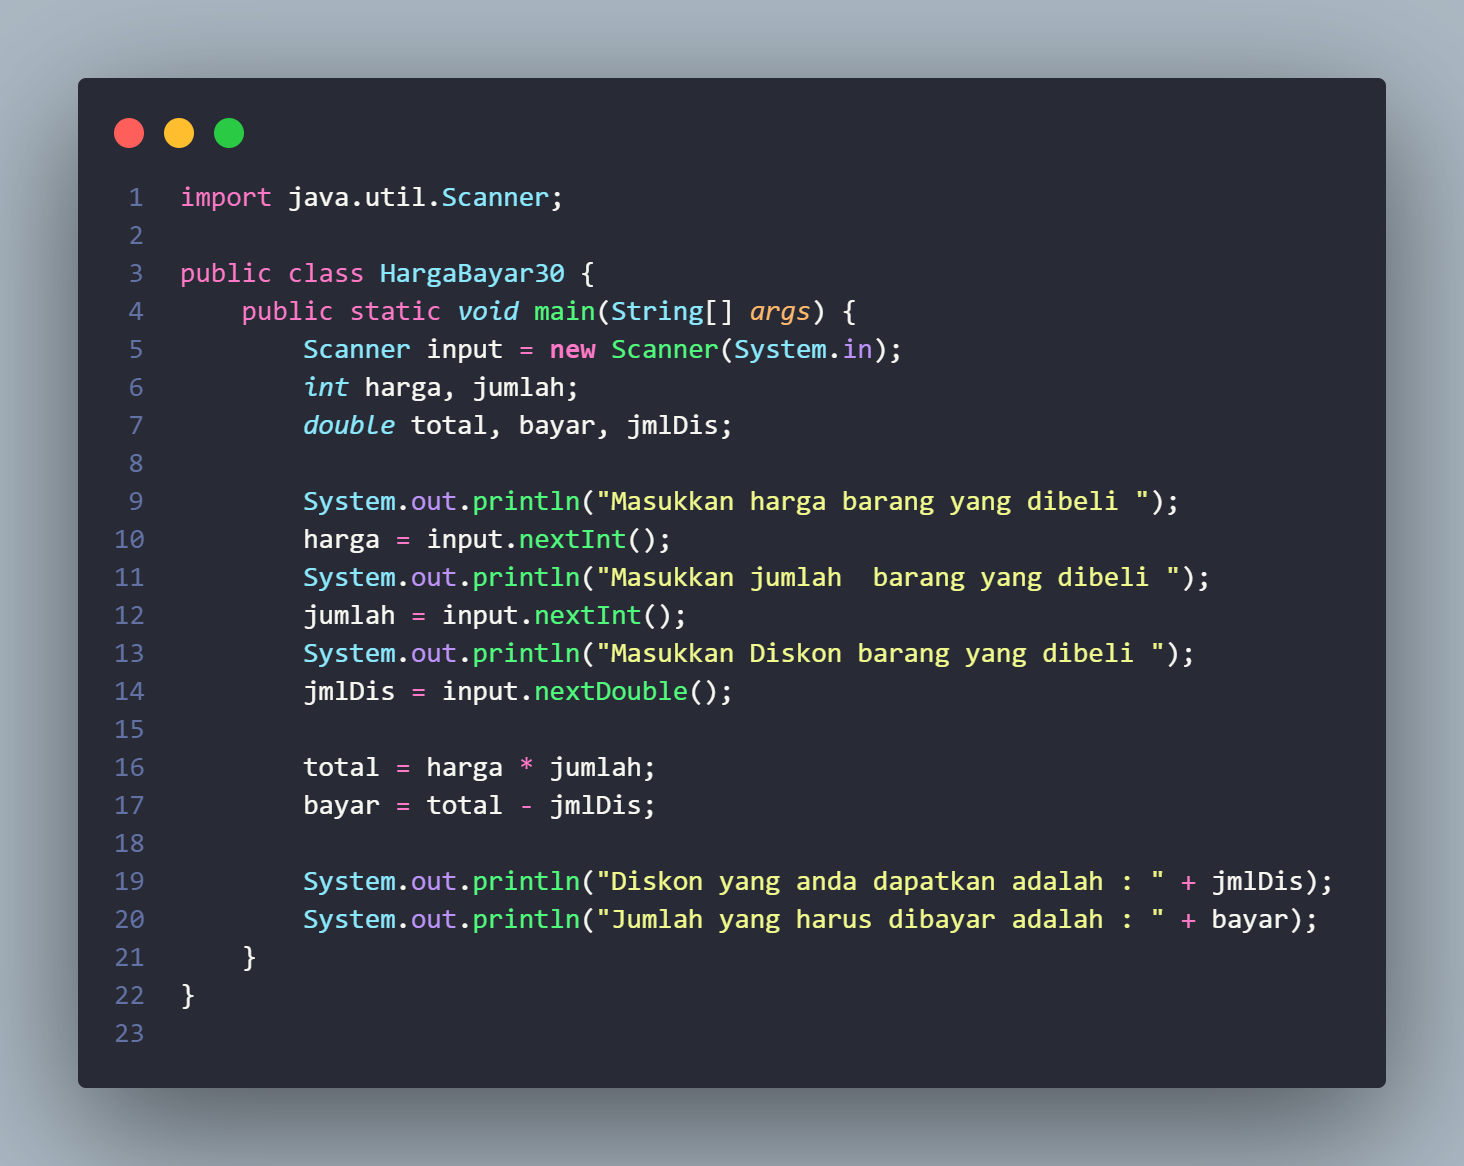 1 import java.util.Scanner;
2
3 public class HargaBayar30 {
4     public static void main(String[] args) {
5         Scanner input = new Scanner(System.in);
6         int harga, jumlah;
7         double total, bayar, jmlDis;
8
9         System.out.println("Masukkan harga barang yang dibeli ");
10         harga = input.nextInt();
11         System.out.println("Masukkan jumlah  barang yang dibeli ");
12         jumlah = input.nextInt();
13         System.out.println("Masukkan Diskon barang yang dibeli ");
14         jmlDis = input.nextDouble();
15
16         total = harga * jumlah;
17         bayar = total - jmlDis;
18
19         System.out.println("Diskon yang anda dapatkan adalah : " + jmlDis);
20         System.out.println("Jumlah yang harus dibayar adalah : " + bayar);
21     }
22 }
23